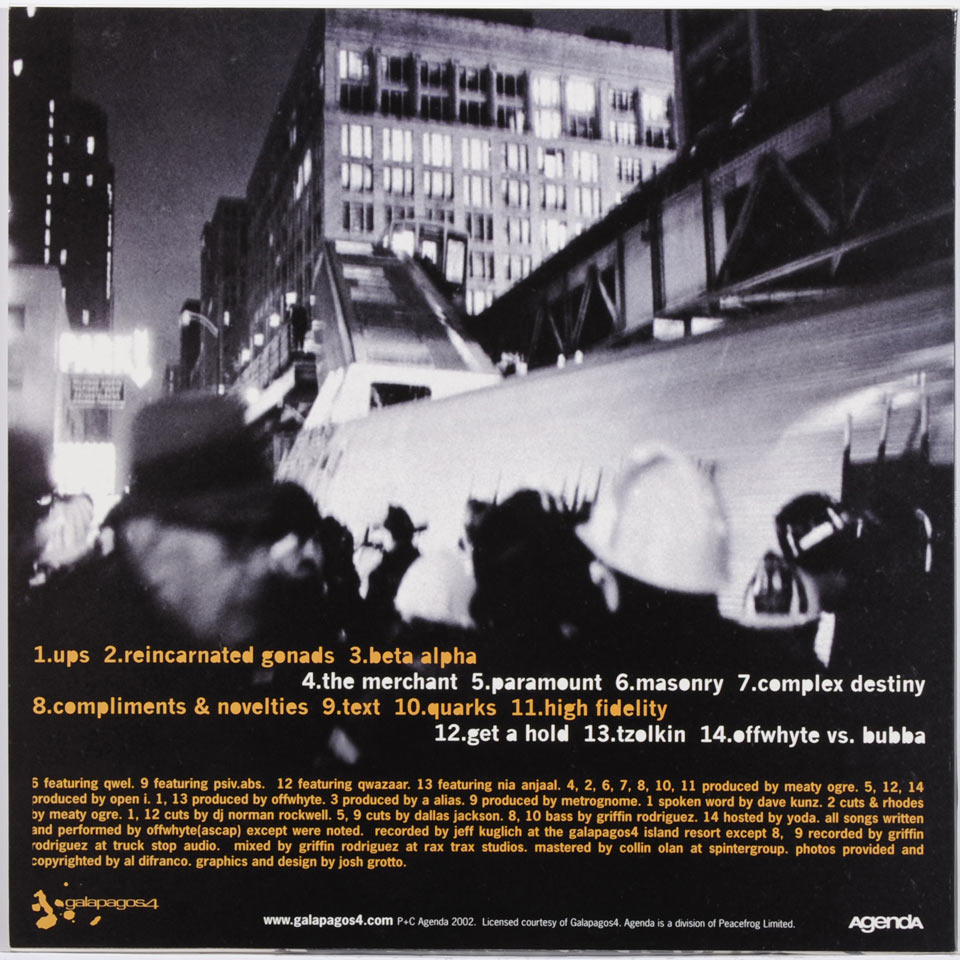 1.ups 2.reincarnated gonads 3.beta alpha
4.the merchant 5.paramount 6.masonry 7.complex destiny
8.compliments & novelties 9.text 10.quarks 11.high fidelity
12.get a hold 13.tzolkin 14.offwhyte vs. bubba
6 featuring qwel. 9 featuring psiv.abs. 12 featuring qwazaar. 13 featuring nia anjaal. 4, 2, 6, 7, 8, 10, 11 produced by meaty ogre. 5, 12, 14
produced by open i. 1, 13 produced by offwhyte. 3 produced by a alias. 9 produced by metrognome. 1 spoken word by dave kunz. 2 cuts & rhodes
by meaty ogre. 1, 12 cuts by dj norman rockwell. 5, 9 cuts by dallas jackson. 8, 10 bass by griffin rodriguez. 14 hosted by yoda. all songs written
and performed by offwhyte(ascap) except were noted. recorded by jeff kuglich at the galapagos4 island resort except 8, 9 recorded by griffin
rodriguez at truck stop audio. mixed by griffin rodriguez at rax trax studios. mastered by collin olan at spintergroup. photos provided and
copyrighted by al difranco. graphics and design by josh grotto.
galapagos4
www.galapagos4.com P+C Agenda 2002. Licensed courtesy of Galapagos4. Agenda is a division of Peacefrog Limited.
AGENDA